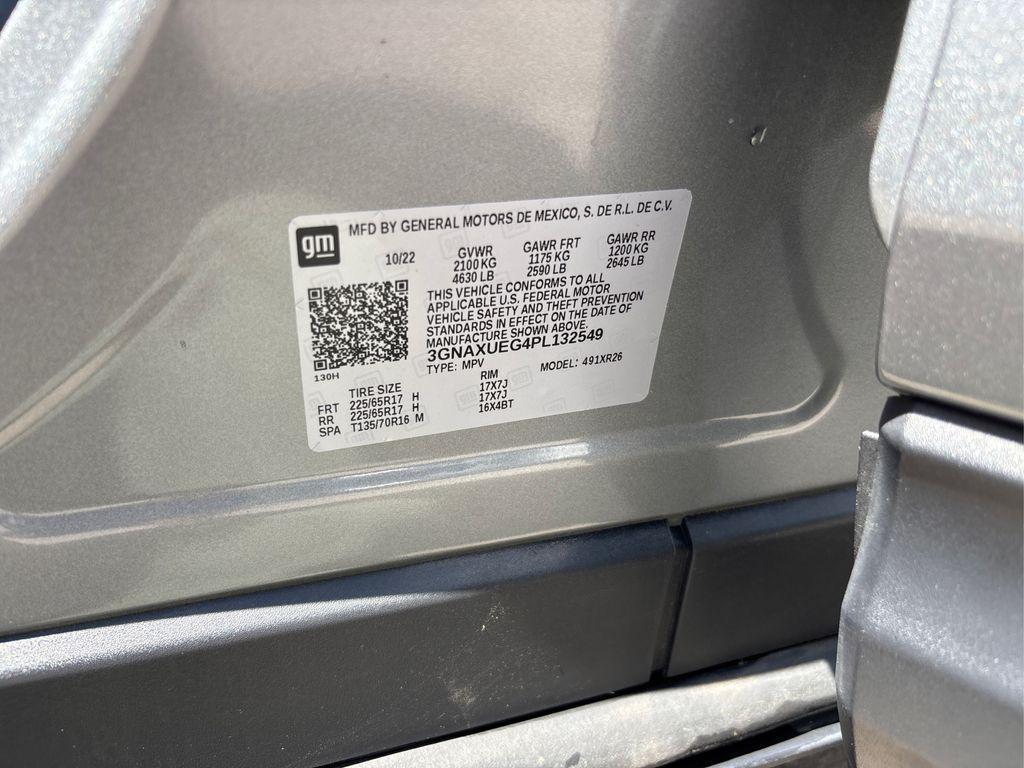 MFD BY GENERAL MOTORS DE MEXICO, S. DE R.L. DE C.V.
gm
10/22 GVWR GAWR FRT GAWR RR
2100 KG 1175 KG 1200 KG
4630 LB 2590 LB 2645 LB
THIS VEHICLE CONFORMS TO ALL
APPLICABLE U.S. FEDERAL MOTOR
VEHICLE SAFETY AND THEFT PREVENTION
STANDARDS IN EFFECT ON THE DATE OF
MANUFACTURE SHOWN ABOVE.
3GNAXUEG4PL132549
TYPE: MPV MODEL: 491XR26
130H
TIRE SIZE RIM
FRT 225/65R17 H 17X7J
RR 225/65R17 H 17X7J
SPA T135/70R16 M 16X4BT